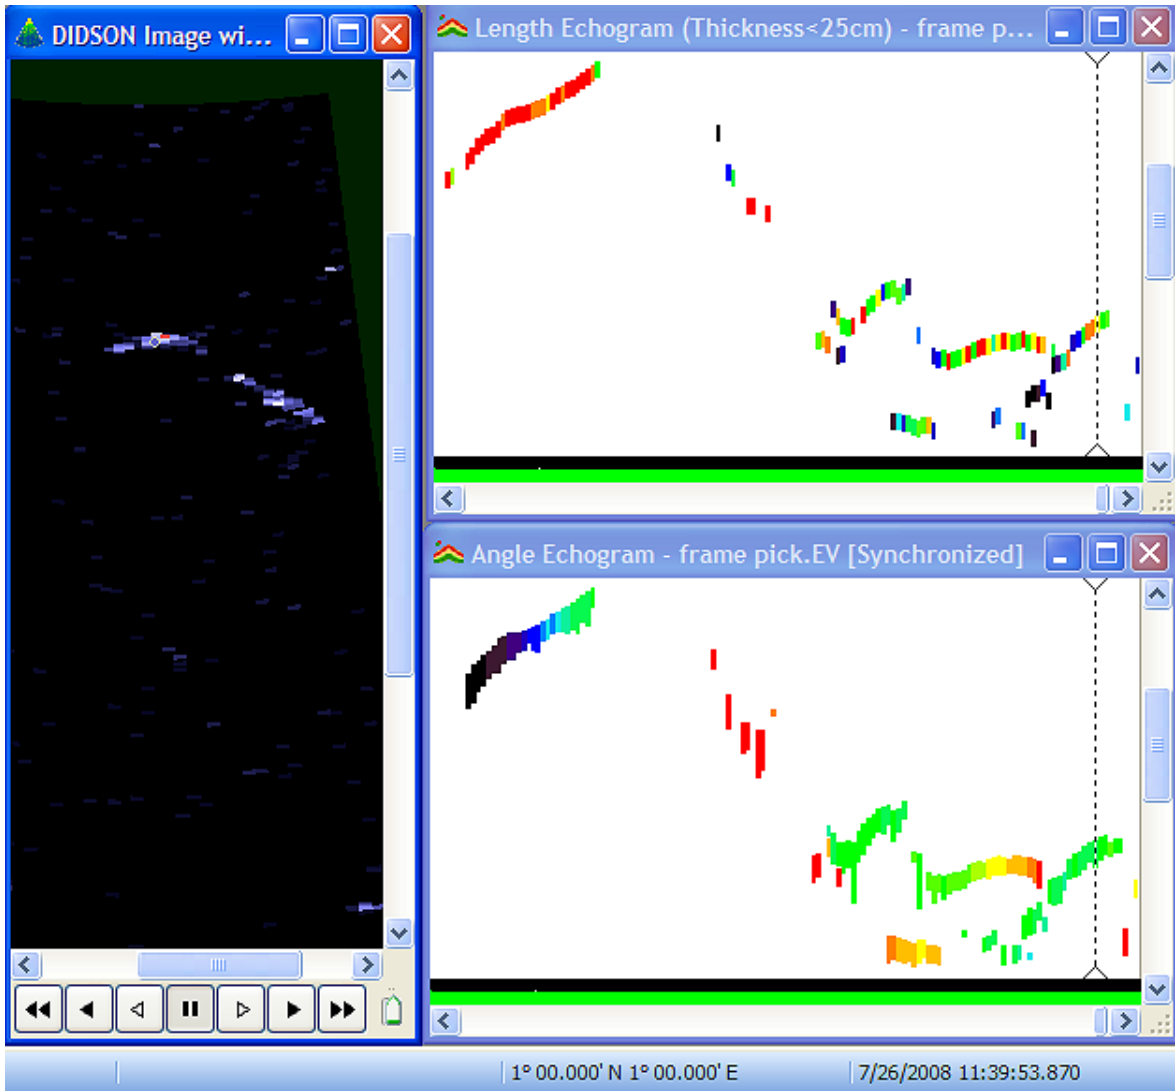 DIDSON Image wi...
Length Echogram (Thickness<25cm) - frame p...
Angle Echogram - frame pick.EV [Synchronized]
1° 00.000' N 1° 00.000' E
7/26/2008 11:39:53.870